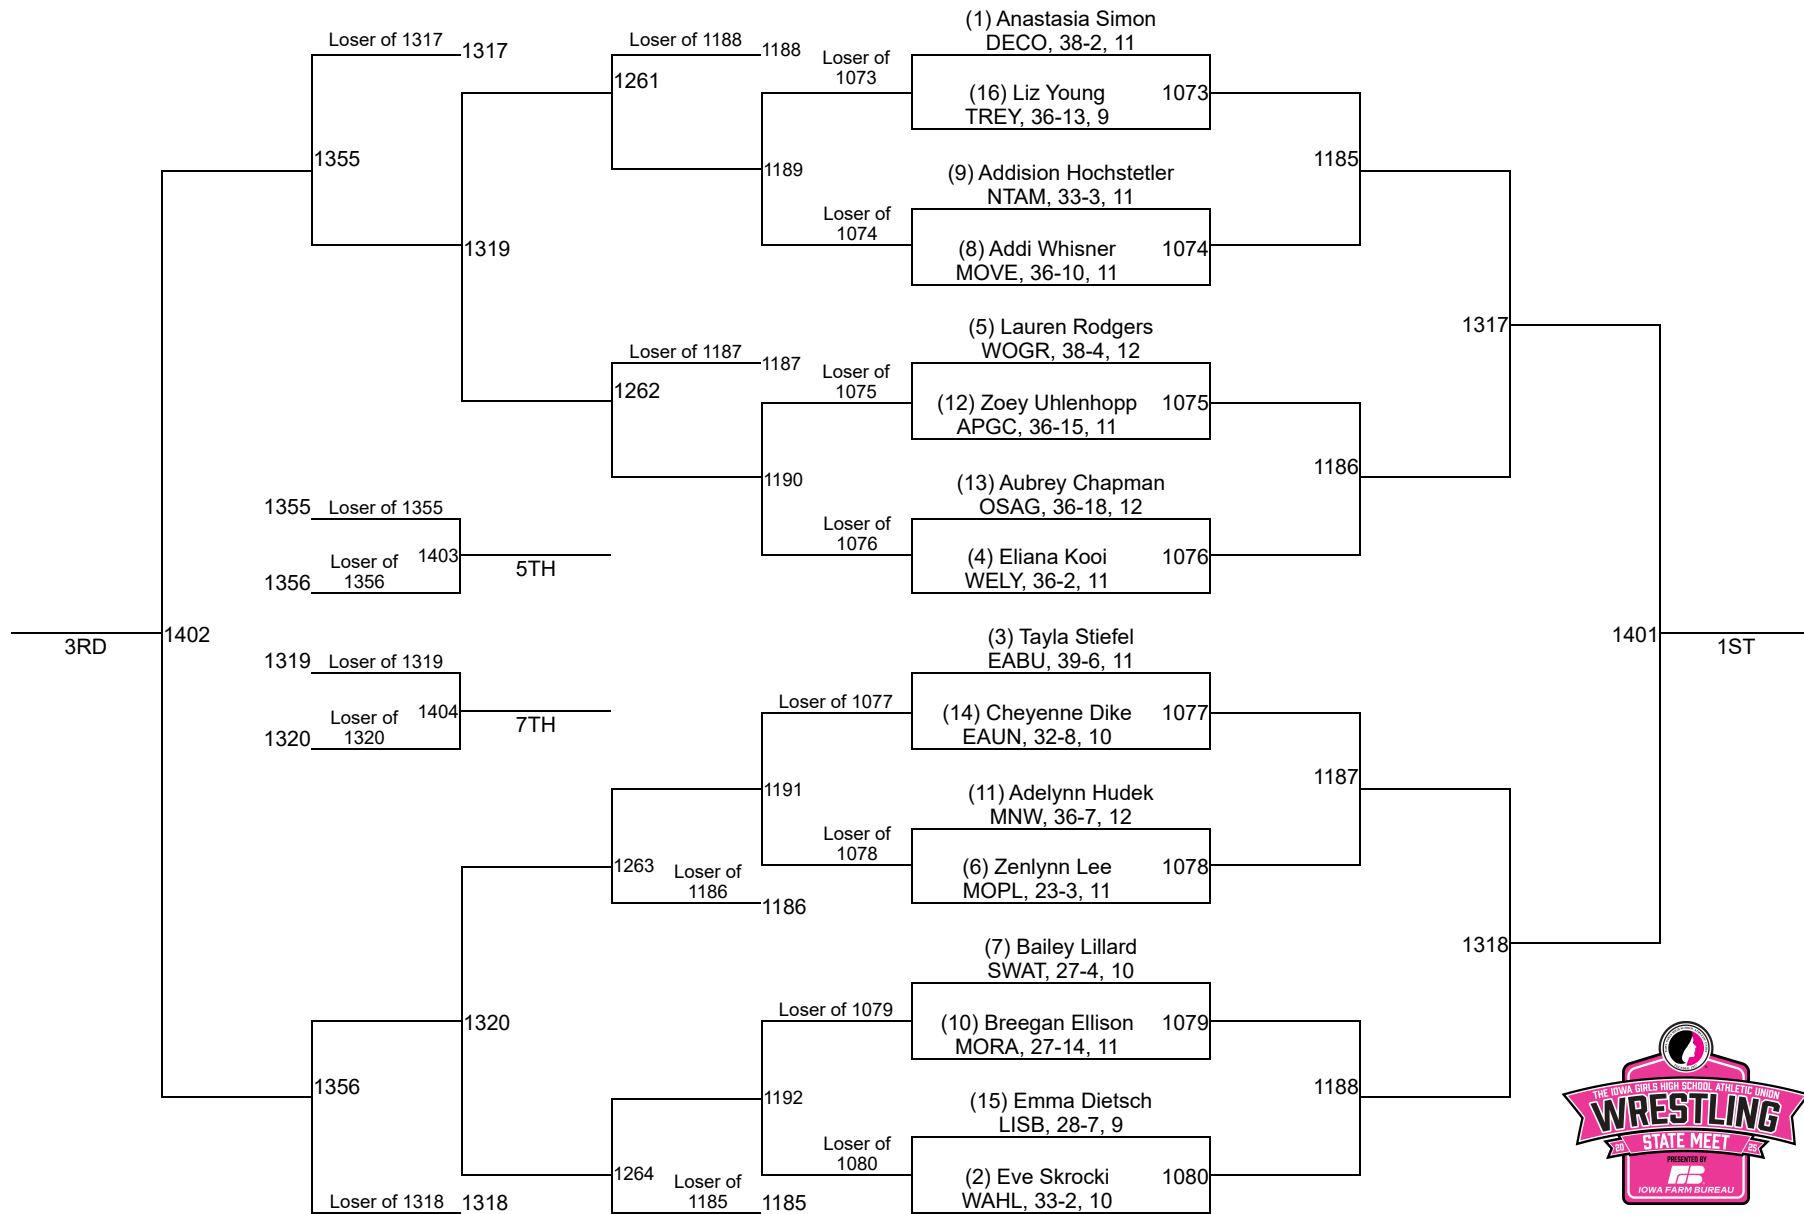 (1) Anastasia Simon
DECO, 38-2, 11
Loser of 1317
1317
Loser of 1188
1188
Loser of
1073
1261
(16) Liz Young
TREY, 36-13, 9
1073
1355
1189
1185
(9) Addision Hochstetler
NTAM, 33-3, 11
Loser of
1074
1319
(8) Addi Whisner
MOVE, 36-10, 11
1074
1317
(5) Lauren Rodgers
WOGR, 38-4, 12
Loser of 1187
1187
Loser of
1075
1262
(12) Zoey Uhlenhopp
APGC, 36-15, 11
1075
1186
1190
(13) Aubrey Chapman
OSAG, 36-18, 12
1355
Loser of 1355
Loser of
1076
1403
5TH
Loser of
1356
1356
(4) Eliana Kooi
WELY, 36-2, 11
1076
3RD
1402
1401
1ST
(3) Tayla Stiefel
EABU, 39-6, 11
1319
Loser of 1319
Loser of
1320
1404
7TH
1320
Loser of 1077
(14) Cheyenne Dike
EAUN, 32-8, 10
1077
1187
1191
(11) Adelynn Hudek
MNW, 36-7, 12
Loser of
1078
1263
Loser of
1186
1186
(6) Zenlynn Lee
MOPL, 23-3, 11
1078
1318
(7) Bailey Lillard
SWAT, 27-4, 10
Loser of 1079
1320
(10) Breegan Ellison
MORA, 27-14, 11
1079
1356
1192
1188
(15) Emma Dietsch
LISB, 28-7, 9
Loser of
1080
1264
Loser of
1185
1185
(2) Eve Skrocki
WAHL, 33-2, 10
1080
Loser of 1318
1318
THE IOWA GIRLS HIGH SCHOOL ATHLETIC UNION
WRESTLING
20 STATE MEET 25
PRESENTED BY
FB
IOWA FARM BUREAU